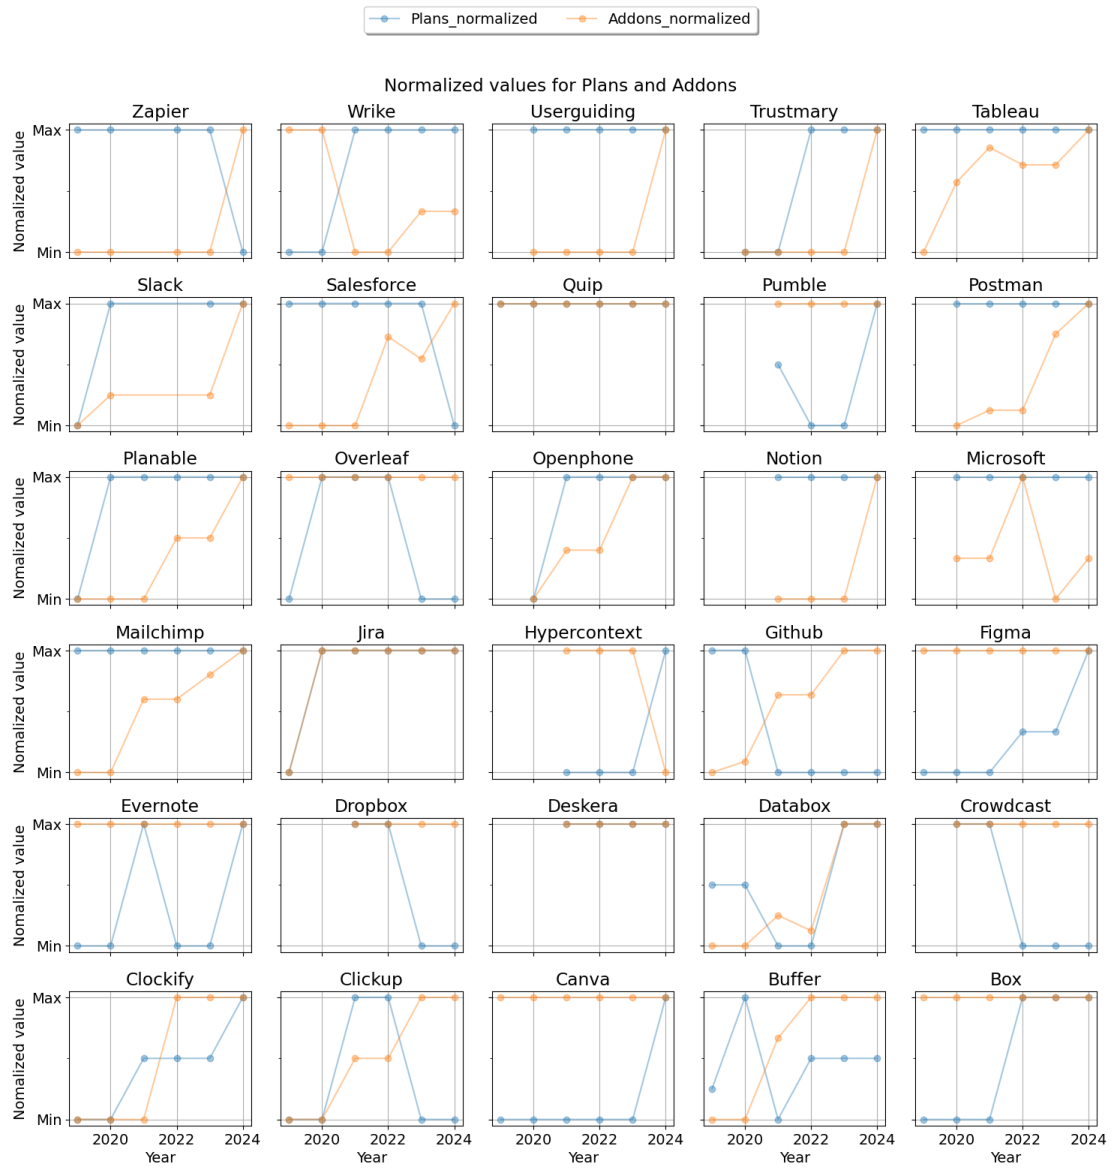 Plans_normalized Addons_normalized
Normalized values for Plans and Addons
Zapier Wrike Userguiding Trustmary Tableau
Max
Nomalized value
Min
Slack Salesforce Quip Pumble Postman
Max
Nomalized value
Min
Planable Overleaf Openphone Notion Microsoft
Max
Nomalized value
Min
Mailchimp Jira Hypercontext Github Figma
Max
Nomalized value
Min
Evernote Dropbox Deskera Databox Crowdcast
Max
Nomalized value
Min
Clockify Clickup Canva Buffer Box
Max
Nomalized value
Min
2020 2022 2024 2020 2022 2024 2020 2022 2024 2020 2022 2024 2020 2022 2024
Year Year Year Year Year